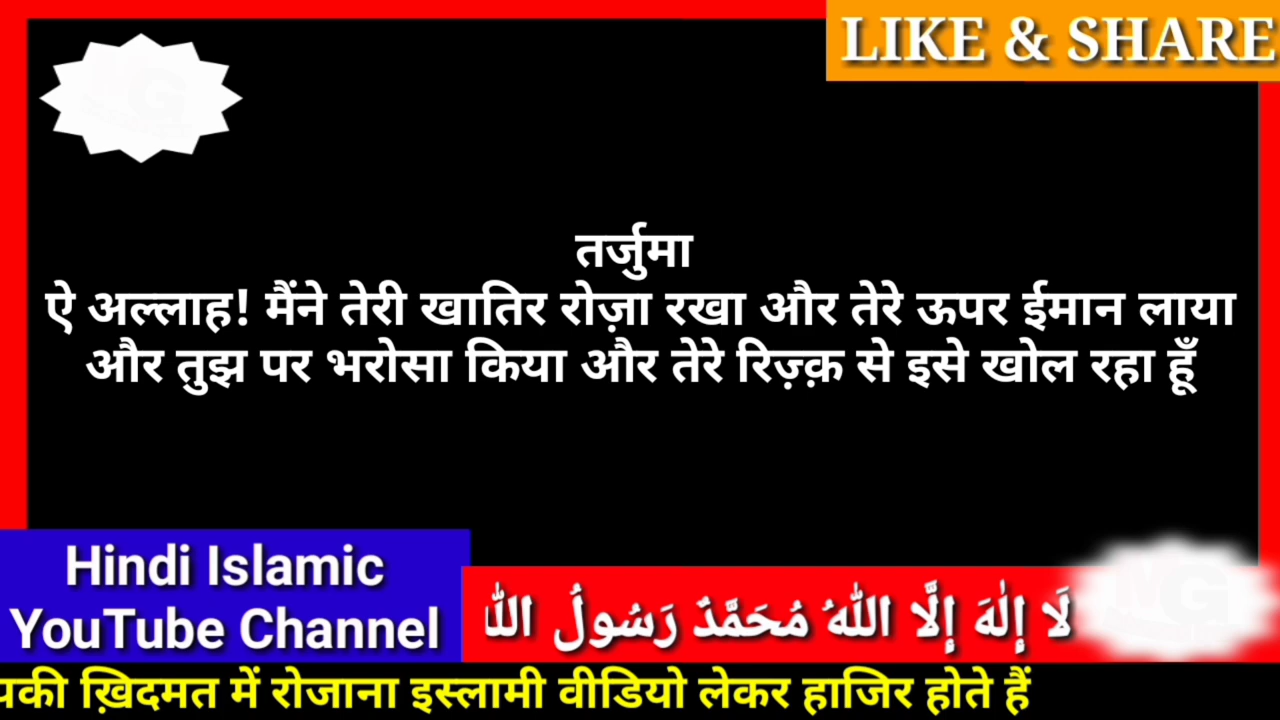 LIKE & SHARE
तर्जुमा
ऐ अल्लाह! मैंने तेरी खातिर रोज़ा रखा और तेरे ऊपर ईमान लाया
और तुझ पर भरोसा किया और तेरे रिज़्क़ से इसे खोल रहा हूँ
Hindi Islamic
YouTube Channel
لَا إِلٰهَ إِلَّا اللهُ مُحَمَّدٌ رَسُولُ الله
ख़िदमत में रोजाना इस्लामी वीडियो लेकर हाजिर होते हैं